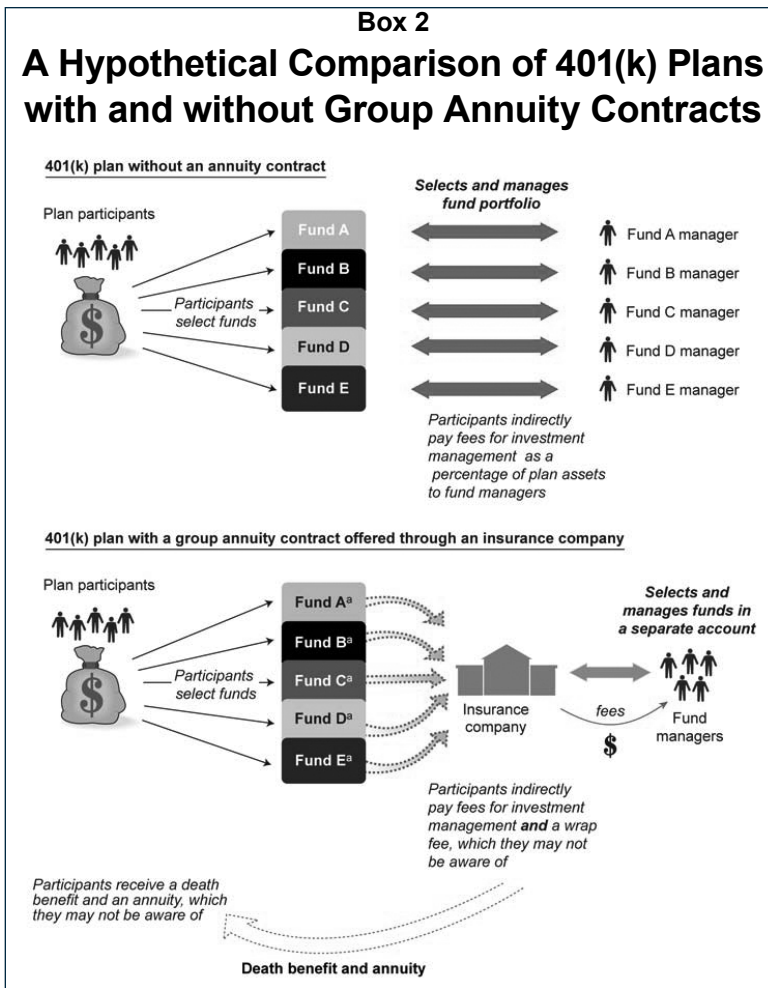 Box 2
A Hypothetical Comparison of 401(k) Plans
with and without Group Annuity Contracts
401(k) plan without an annuity contract
Plan participants
$
Participants
select funds
Fund A
Fund B
Fund C
Fund D
Fund E
Selects and manages
fund portfolio
Fund A manager
Fund B manager
Fund C manager
Fund D manager
Fund E manager
Participants indirectly
pay fees for investment
management as a
percentage of plan assets
to fund managers
401(k) plan with a group annuity contract offered through an insurance company
Plan participants
$
Participants
select funds
Fund Aª
Fund Bª
Fund Cª
Fund Dª
Fund Eª
Insurance
company
Selects and
manages funds in
a separate account
fees
$
Fund
managers
Participants indirectly
pay fees for investment
management and a wrap
fee, which they may not
be aware of
Participants receive a death
benefit and an annuity, which
they may not be aware of
Death benefit and annuity